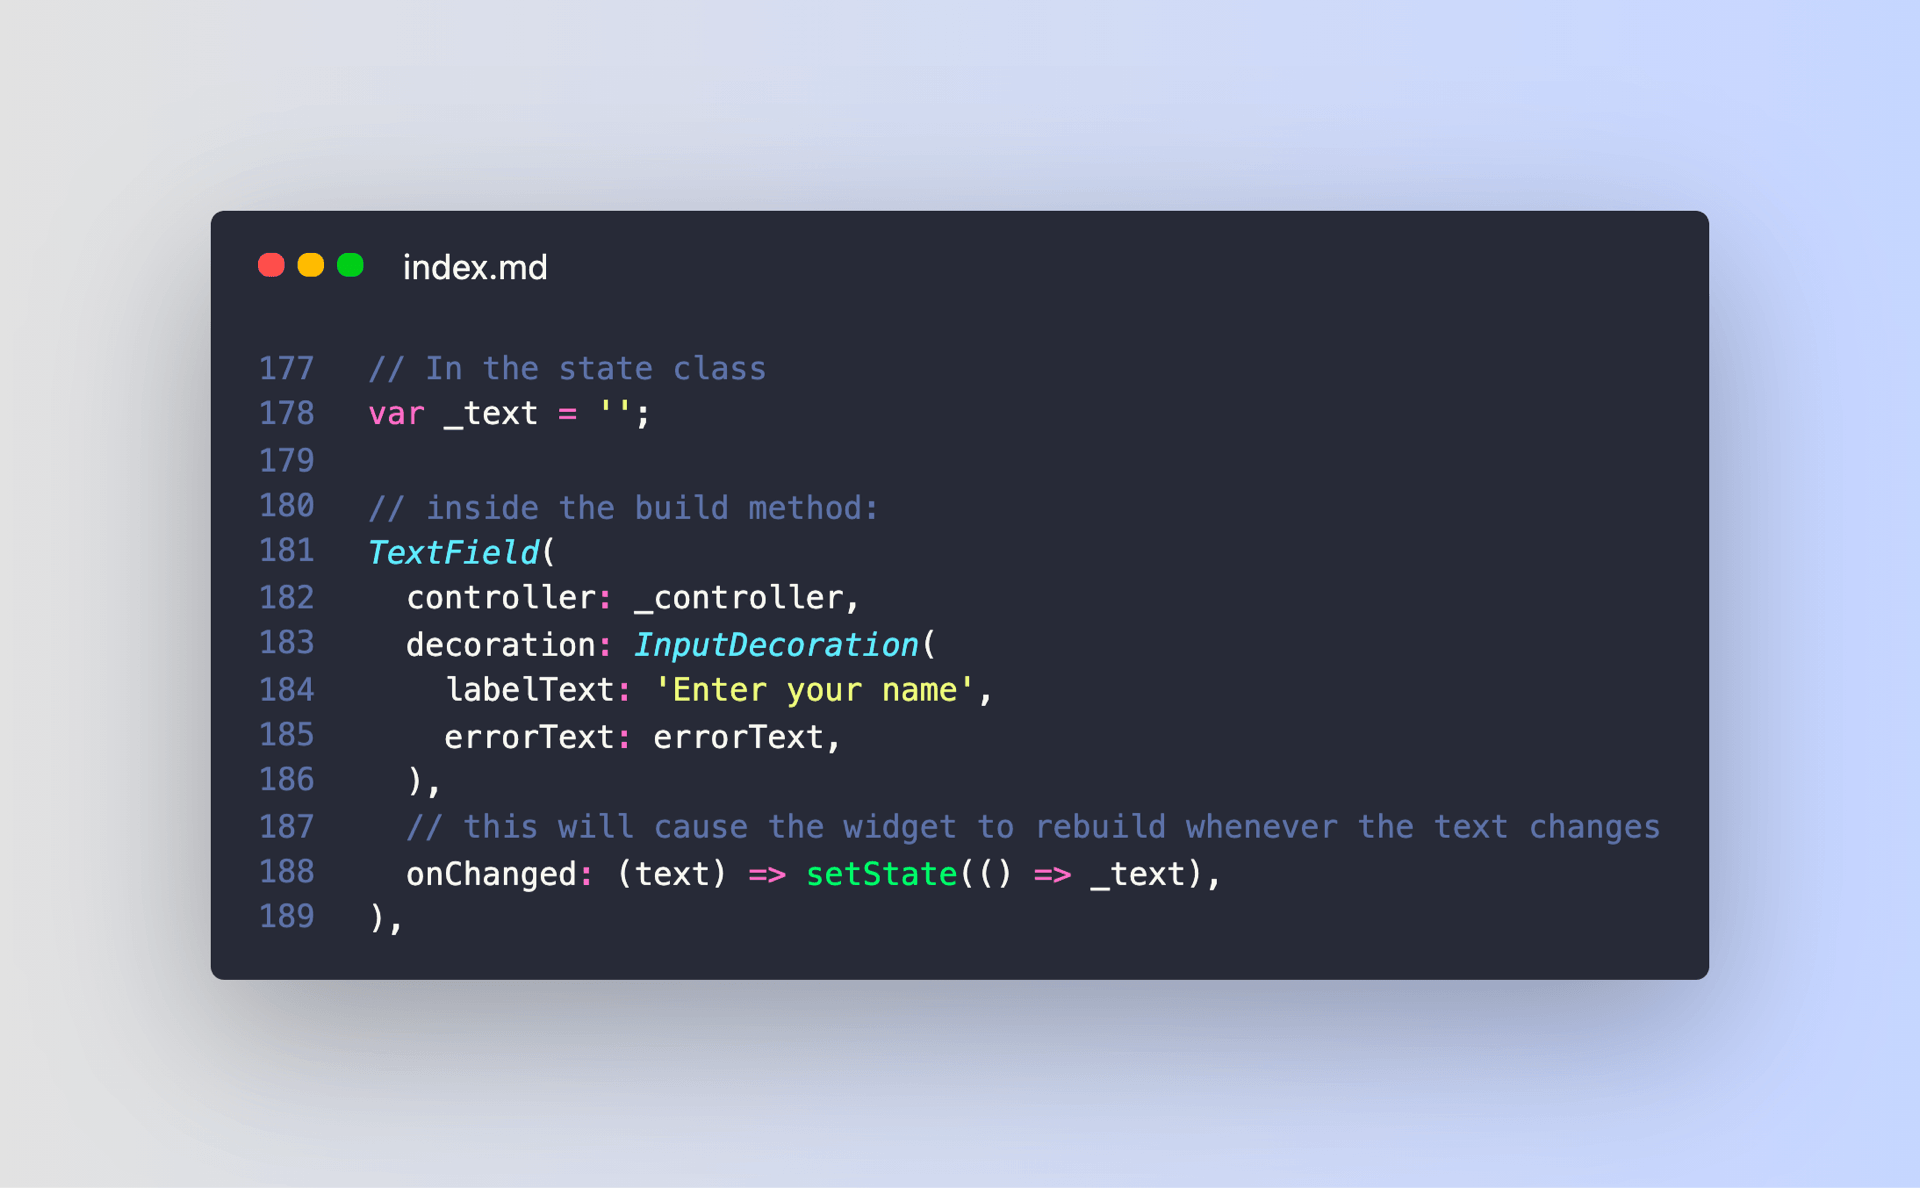 index.md
177 // In the state class
178 var _text = '';
179
180 // inside the build method:
181 TextField(
182   controller: _controller,
183   decoration: InputDecoration(
184     labelText: 'Enter your name',
185     errorText: errorText,
186   ),
187   // this will cause the widget to rebuild whenever the text changes
188   onChanged: (text) => setState(() => _text),
189 ),